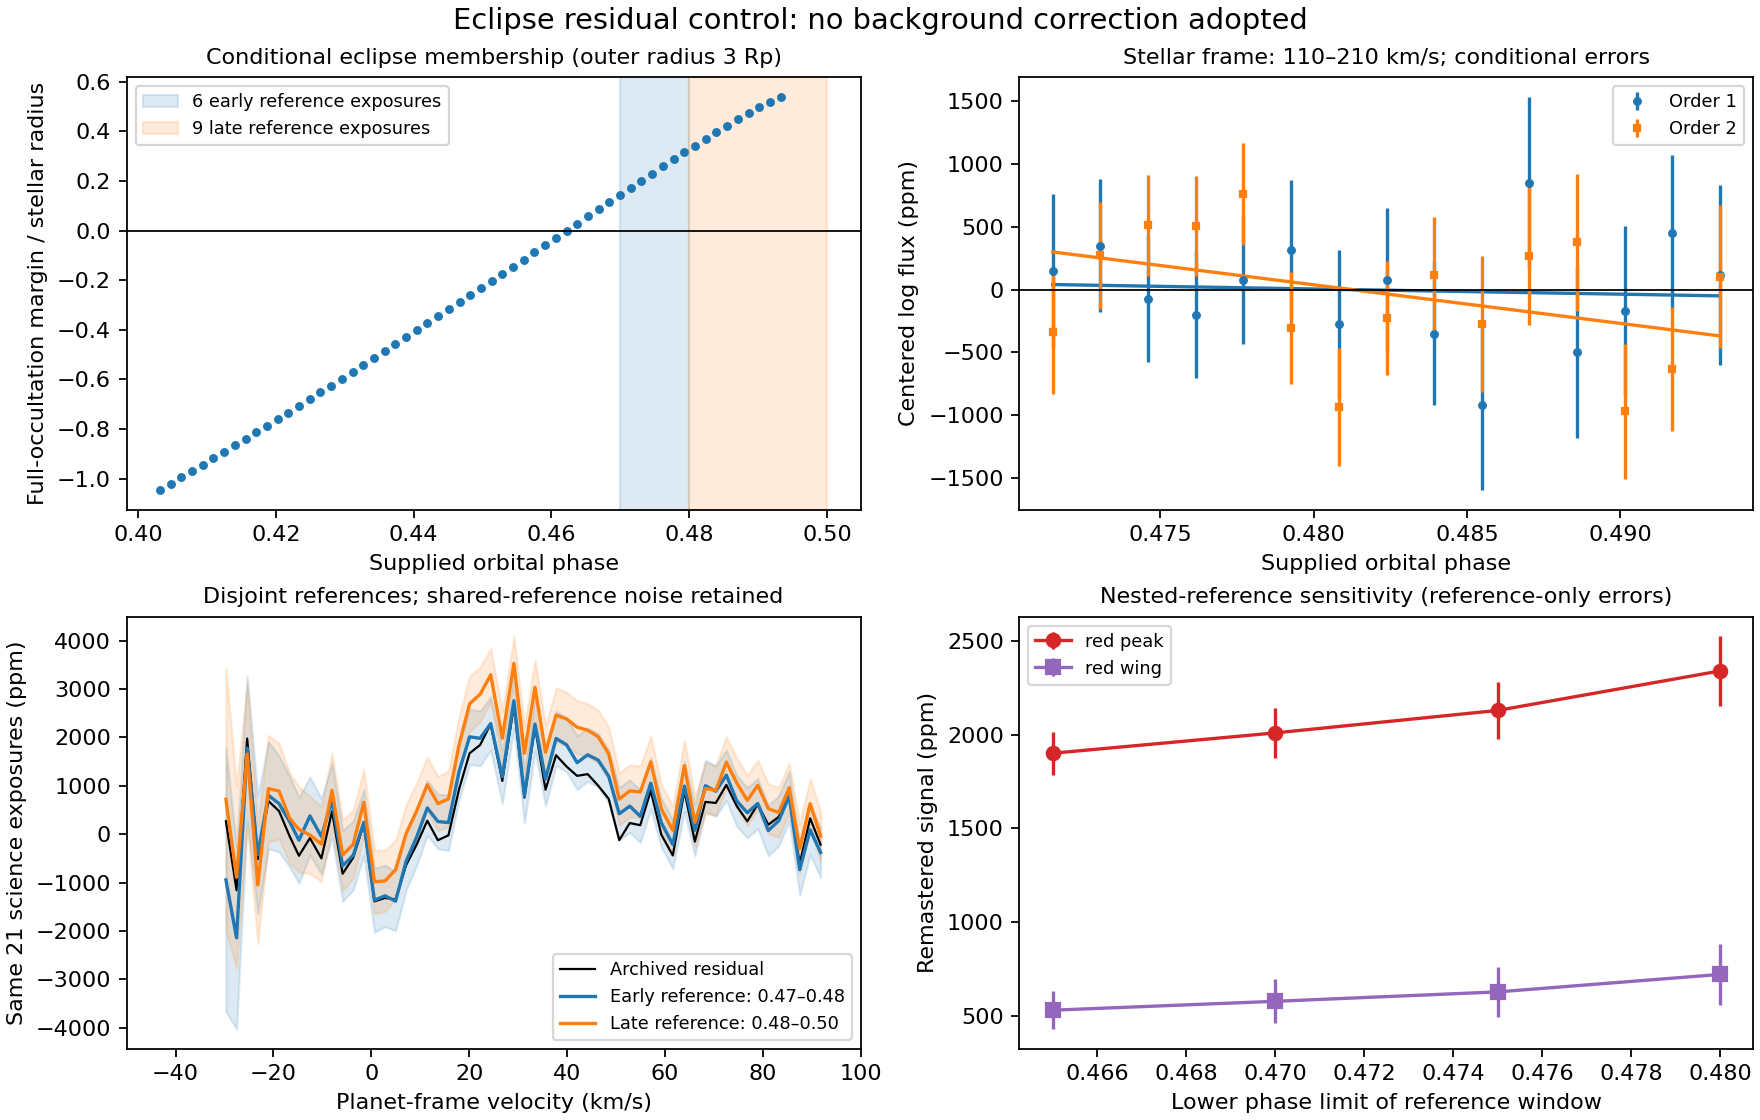 Eclipse residual control: no background correction adopted
Conditional eclipse membership (outer radius 3 Rp)
Full-occultation margin / stellar radius
0.6
0.4
0.2
0.0
−0.2
−0.4
−0.6
−0.8
−1.0
6 early reference exposures
9 late reference exposures
0.40 0.42 0.44 0.46 0.48 0.50
Supplied orbital phase
Stellar frame: 110–210 km/s; conditional errors
Centered log flux (ppm)
1500
1000
500
0
−500
−1000
−1500
Order 1
Order 2
0.475 0.480 0.485 0.490
Supplied orbital phase
Disjoint references; shared-reference noise retained
Same 21 science exposures (ppm)
4000
3000
2000
1000
0
−1000
−2000
−3000
−4000
Archived residual
Early reference: 0.47–0.48
Late reference: 0.48–0.50
−40 −20 0 20 40 60 80 100
Planet-frame velocity (km/s)
Nested-reference sensitivity (reference-only errors)
Remastered signal (ppm)
2500
2000
1500
1000
500
red peak
red wing
0.466 0.468 0.470 0.472 0.474 0.476 0.478 0.480
Lower phase limit of reference window